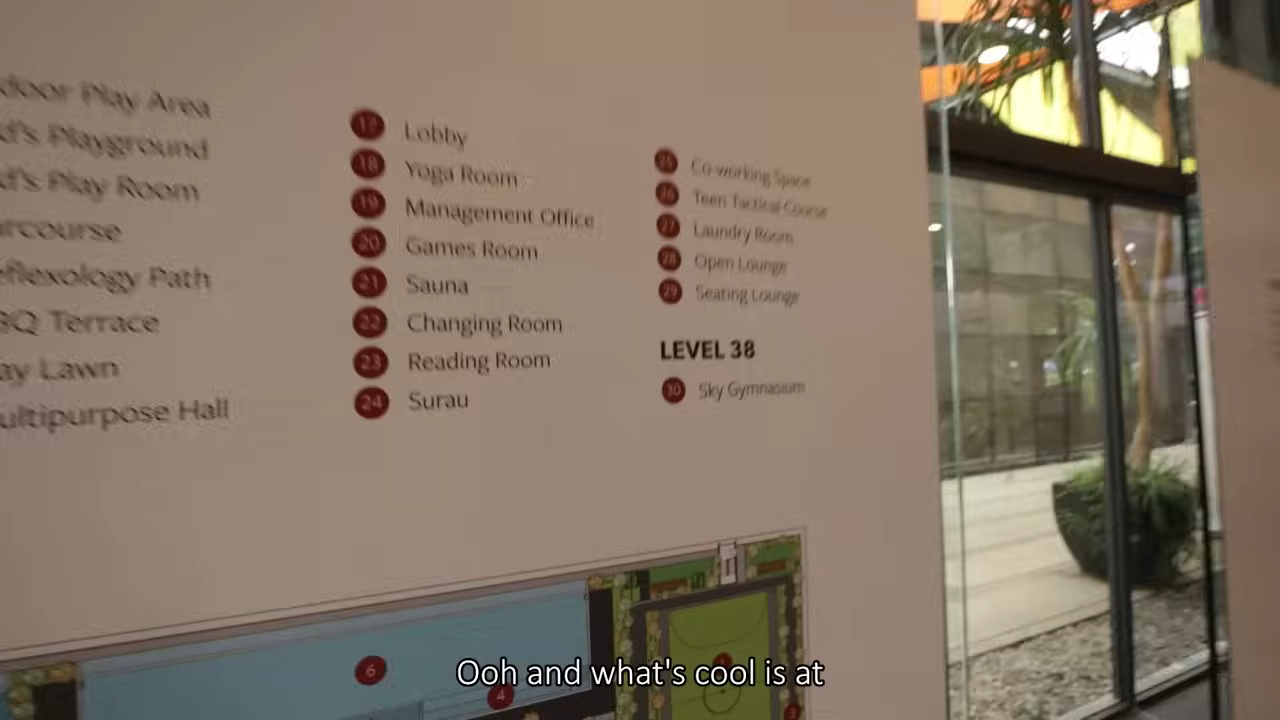 door Play Area
d's Playground
d's Play Room
rcourse
eflexology Path
BQ Terrace
ay Lawn
ultipurpose Hall
17 Lobby
18 Yoga Room
19 Management Office
20 Games Room
21 Sauna
22 Changing Room
23 Reading Room
24 Surau
25 Co-working Space
26 Teen Tactical Course
27 Laundry Room
28 Open Lounge
29 Seating Lounge
LEVEL 38
30 Sky Gymnasium
6
4
Ooh and what's cool is at